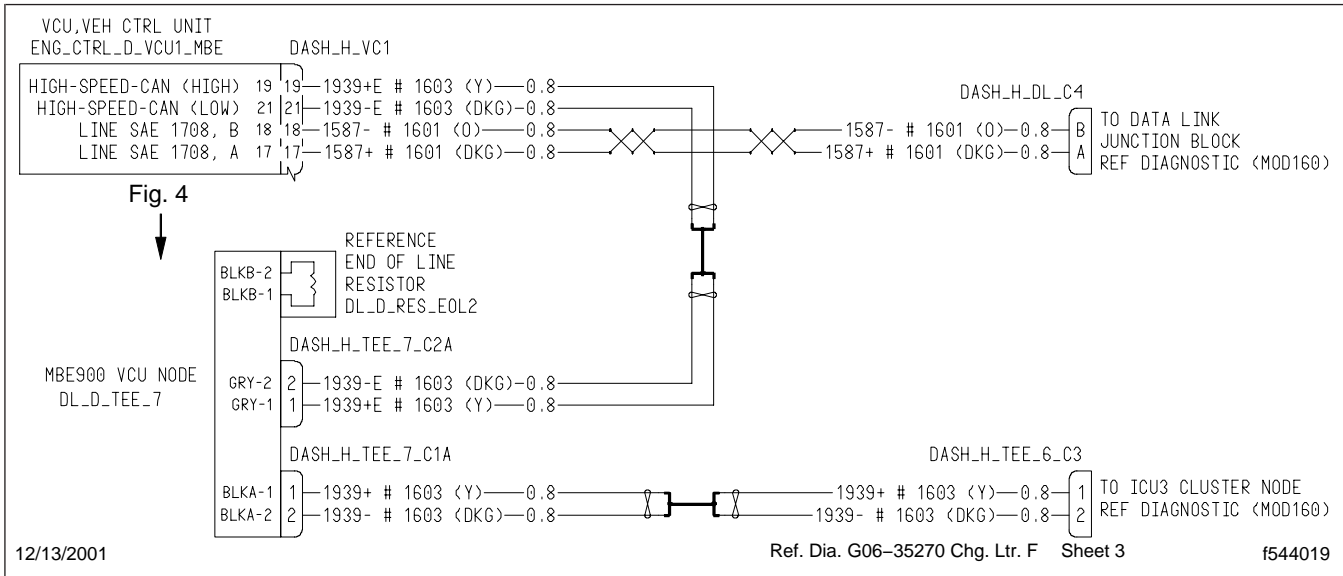 VCU,VEH CTRL UNIT
ENG_CTRL_D_VCU1_MBE DASH_H_VC1
HIGH-SPEED-CAN (HIGH) 19 19 1939+E # 1603 (Y) 0.8
HIGH-SPEED-CAN (LOW) 21 21 1939-E # 1603 (DKG) 0.8
LINE SAE 1708, B 18 18 1587- # 1601 (O) 0.8
LINE SAE 1708, A 17 17 1587+ # 1601 (DKG) 0.8
DASH_H_DL_C4
1587- # 1601 (O) 0.8 B
1587+ # 1601 (DKG) 0.8 A
TO DATA LINK
JUNCTION BLOCK
REF DIAGNOSTIC (MOD160)
Fig. 4
BLKB-2
BLKB-1
REFERENCE
END OF LINE
RESISTOR
DL_D_RES_EOL2
DASH_H_TEE_7_C2A
MBE900 VCU NODE
DL_D_TEE_7
GRY-2 2 1939-E # 1603 (DKG) 0.8
GRY-1 1 1939+E # 1603 (Y) 0.8
DASH_H_TEE_7_C1A
BLKA-1 1 1939+ # 1603 (Y) 0.8
BLKA-2 2 1939- # 1603 (DKG) 0.8
DASH_H_TEE_6_C3
1939+ # 1603 (Y) 0.8 1
1939- # 1603 (DKG) 0.8 2
TO ICU3 CLUSTER NODE
REF DIAGNOSTIC (MOD160)
12/13/2001 Ref. Dia. G06–35270 Chg. Ltr. F Sheet 3 f544019